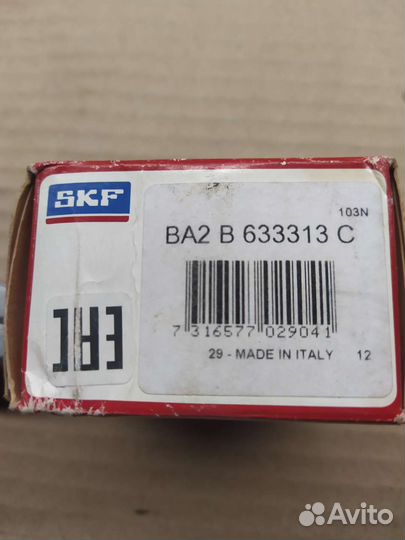 SKF
103N
BA2 B 633313 C
7 316577 029041
29 - MADE IN ITALY 12
EAC
Avito